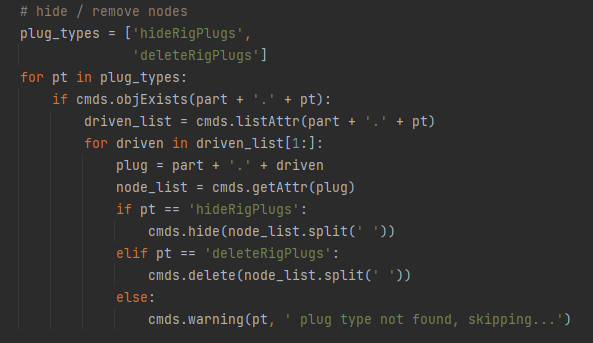 # hide / remove nodes
plug_types = ['hideRigPlugs',
              'deleteRigPlugs']
for pt in plug_types:
    if cmds.objExists(part + '.' + pt):
        driven_list = cmds.listAttr(part + '.' + pt)
        for driven in driven_list[1:]:
            plug = part + '.' + driven
            node_list = cmds.getAttr(plug)
            if pt == 'hideRigPlugs':
                cmds.hide(node_list.split(' '))
            elif pt == 'deleteRigPlugs':
                cmds.delete(node_list.split(' '))
            else:
                cmds.warning(pt, ' plug type not found, skipping...')